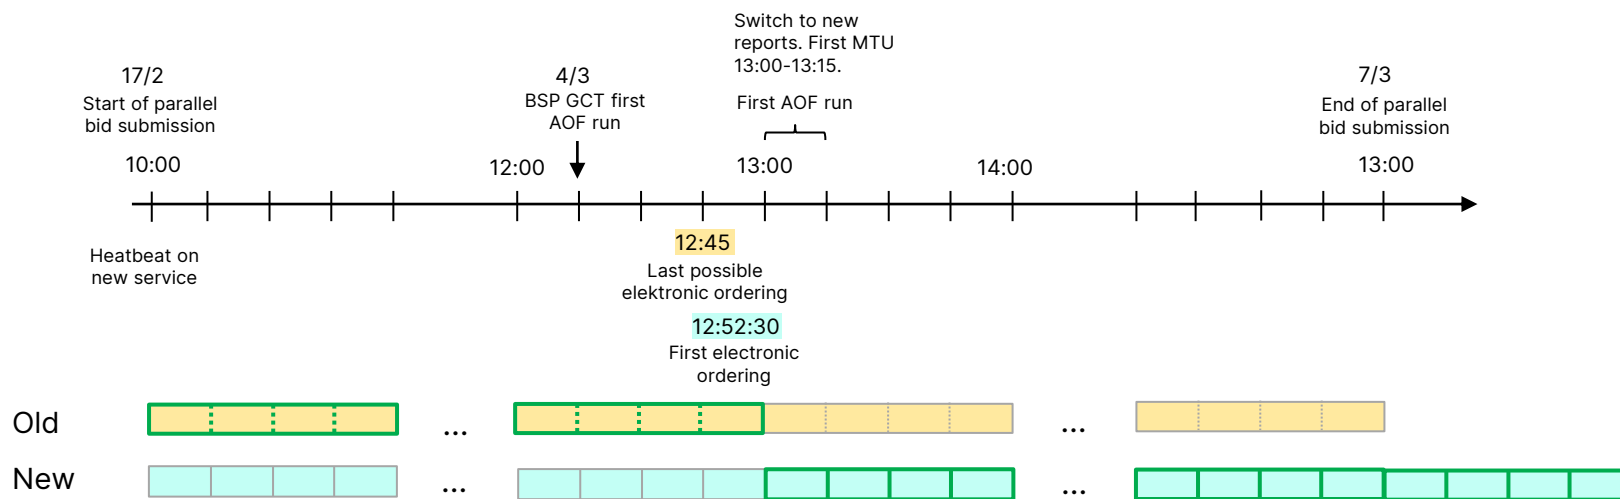 Switch to new
reports. First MTU
13:00-13:15.
17/2
Start of parallel
bid submission
4/3
BSP GCT first
AOF run
First AOF run
7/3
End of parallel
bid submission
10:00
12:00
13:00
14:00
13:00
Heatbeat on
new service
12:45
Last possible
elektronic ordering
12:52:30
First electronic
ordering
Old
...
...
New
...
...